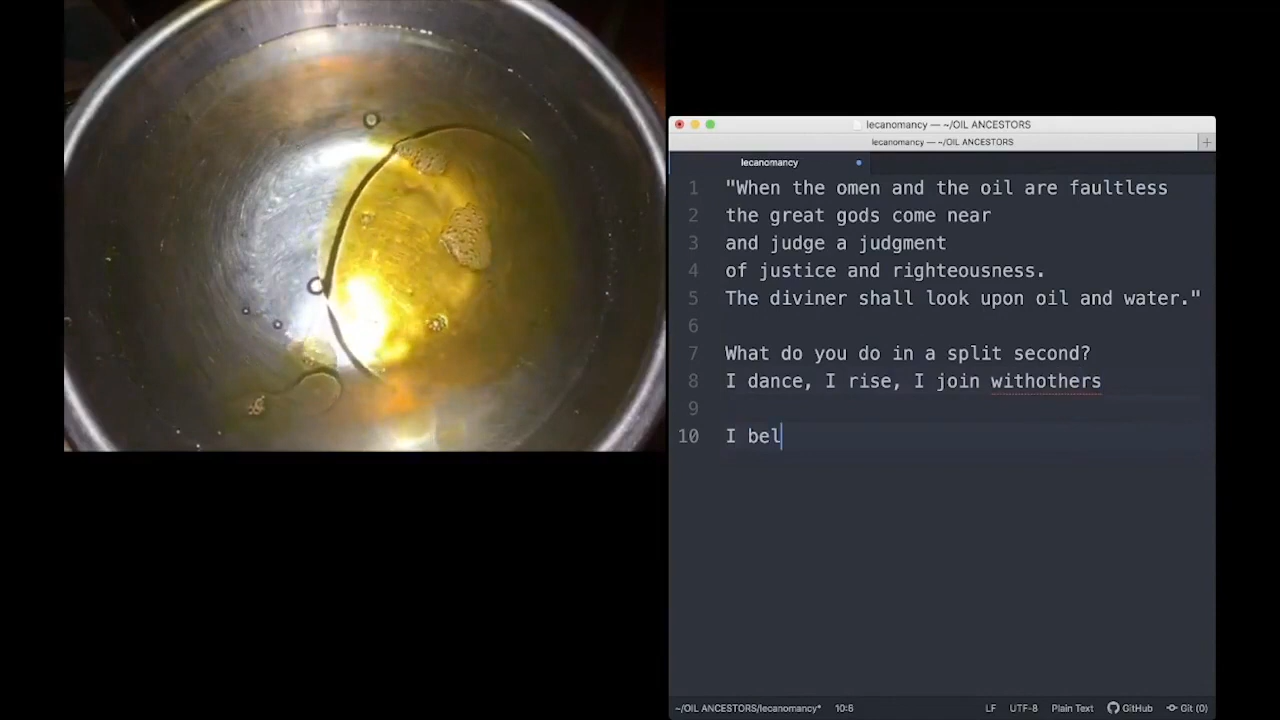 lecanomancy — ~/OIL ANCESTORS
lecanomancy — ~/OIL ANCESTORS
lecanomancy
1 "When the omen and the oil are faultless
2 the great gods come near
3 and judge a judgment
4 of justice and righteousness.
5 The diviner shall look upon oil and water."
6
7 What do you do in a split second?
8 I dance, I rise, I join withothers
9
10 I bel
~/OIL ANCESTORS/lecanomancy* 10:6 LF UTF-8 Plain Text GitHub Git (0)